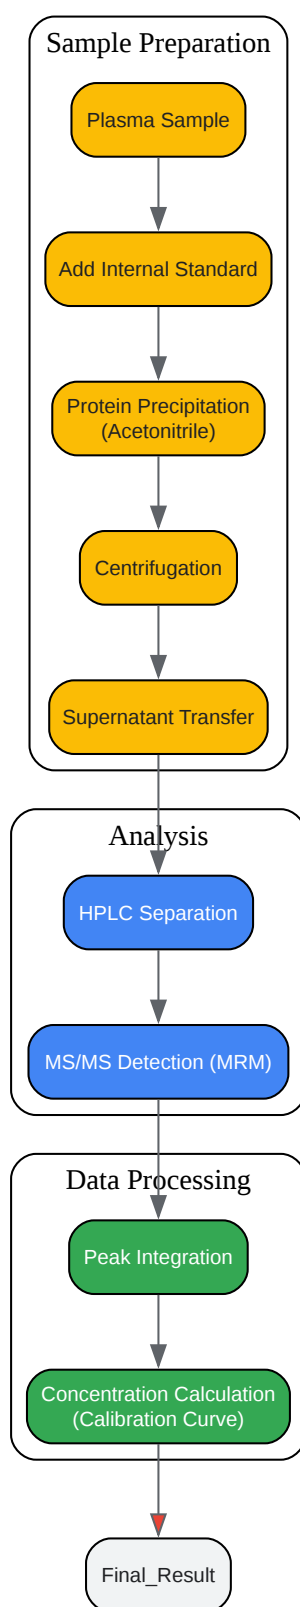 Sample Preparation
Plasma Sample
Add Internal Standard
Protein Precipitation
(Acetonitrile)
Centrifugation
Supernatant Transfer
Analysis
HPLC Separation
MS/MS Detection (MRM)
Data Processing
Peak Integration
Concentration Calculation
(Calibration Curve)
Final_Result